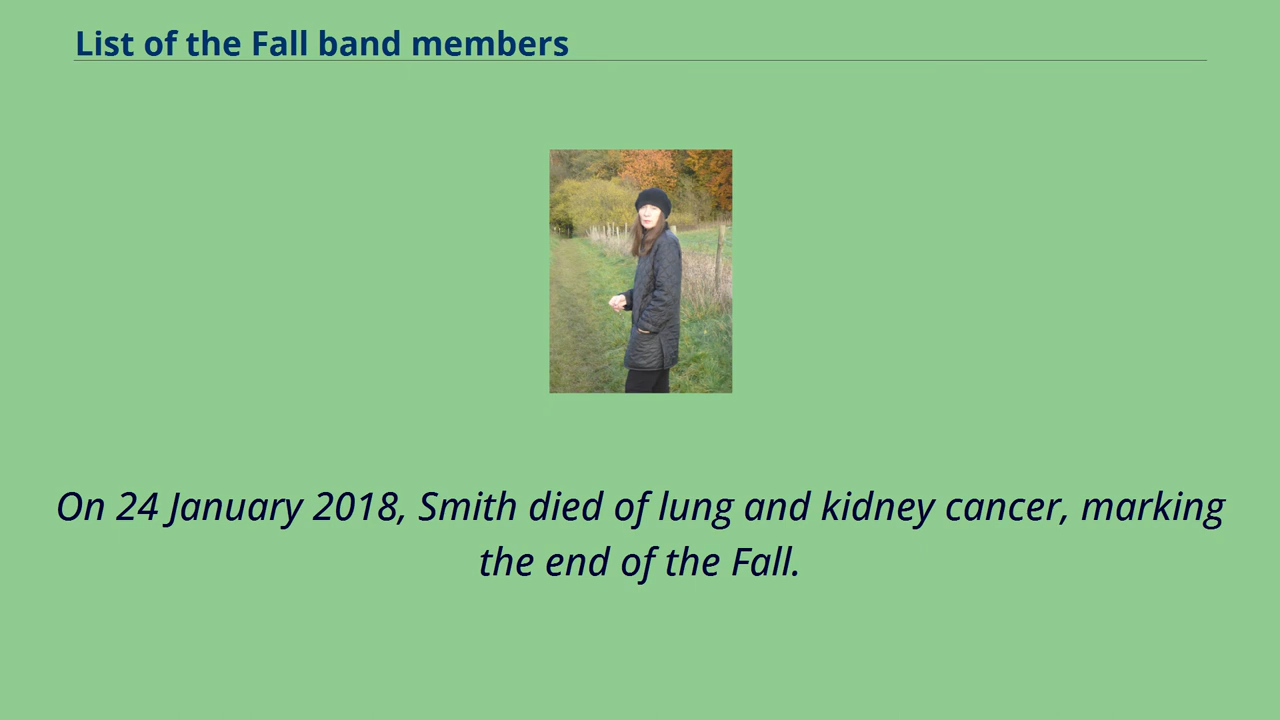 List of the Fall band members
On 24 January 2018, Smith died of lung and kidney cancer, marking
the end of the Fall.